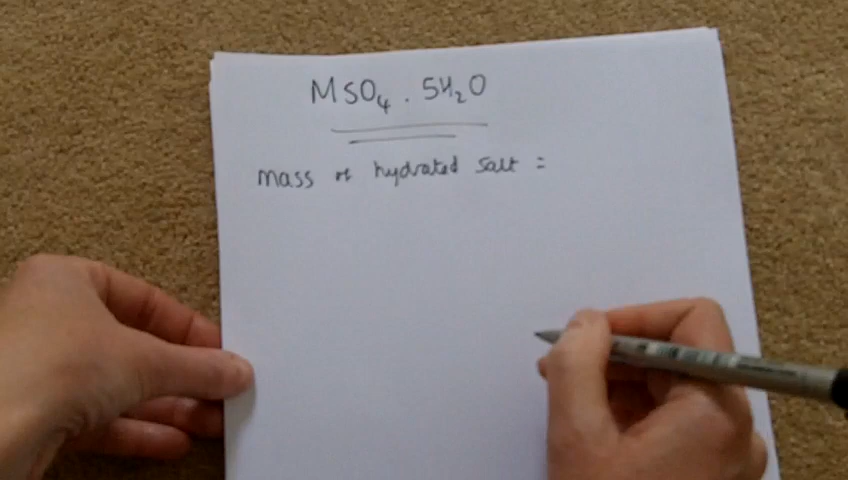 MSO₄ . 5H₂O
mass of hydrated salt =